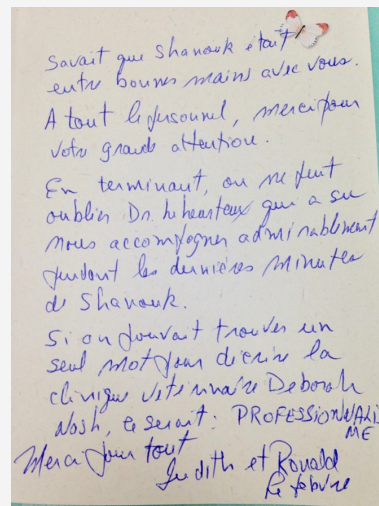 savait que Shanouk était
entre bonnes mains avec vous.
A tout le personnel, merci pour
votre grande attention.
En terminant, on ne peut
oublier Dr. qui a su
nous accompagner admirablement
pendant les dernières minutes
de Shanouk.
Si on pouvait trouver un
seul mot pour décrire la
clinique vétérinaire Deborah
Nosh, ce serait: PROFESSIONNALIS
ME
Merci pour tout
Judith et Ronald
Lefebvre